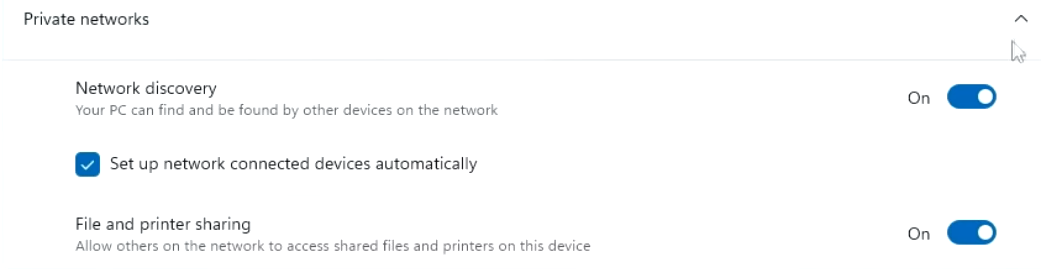 Private networks
Network discovery
Your PC can find and be found by other devices on the network
On
Set up network connected devices automatically
File and printer sharing
Allow others on the network to access shared files and printers on this device
On